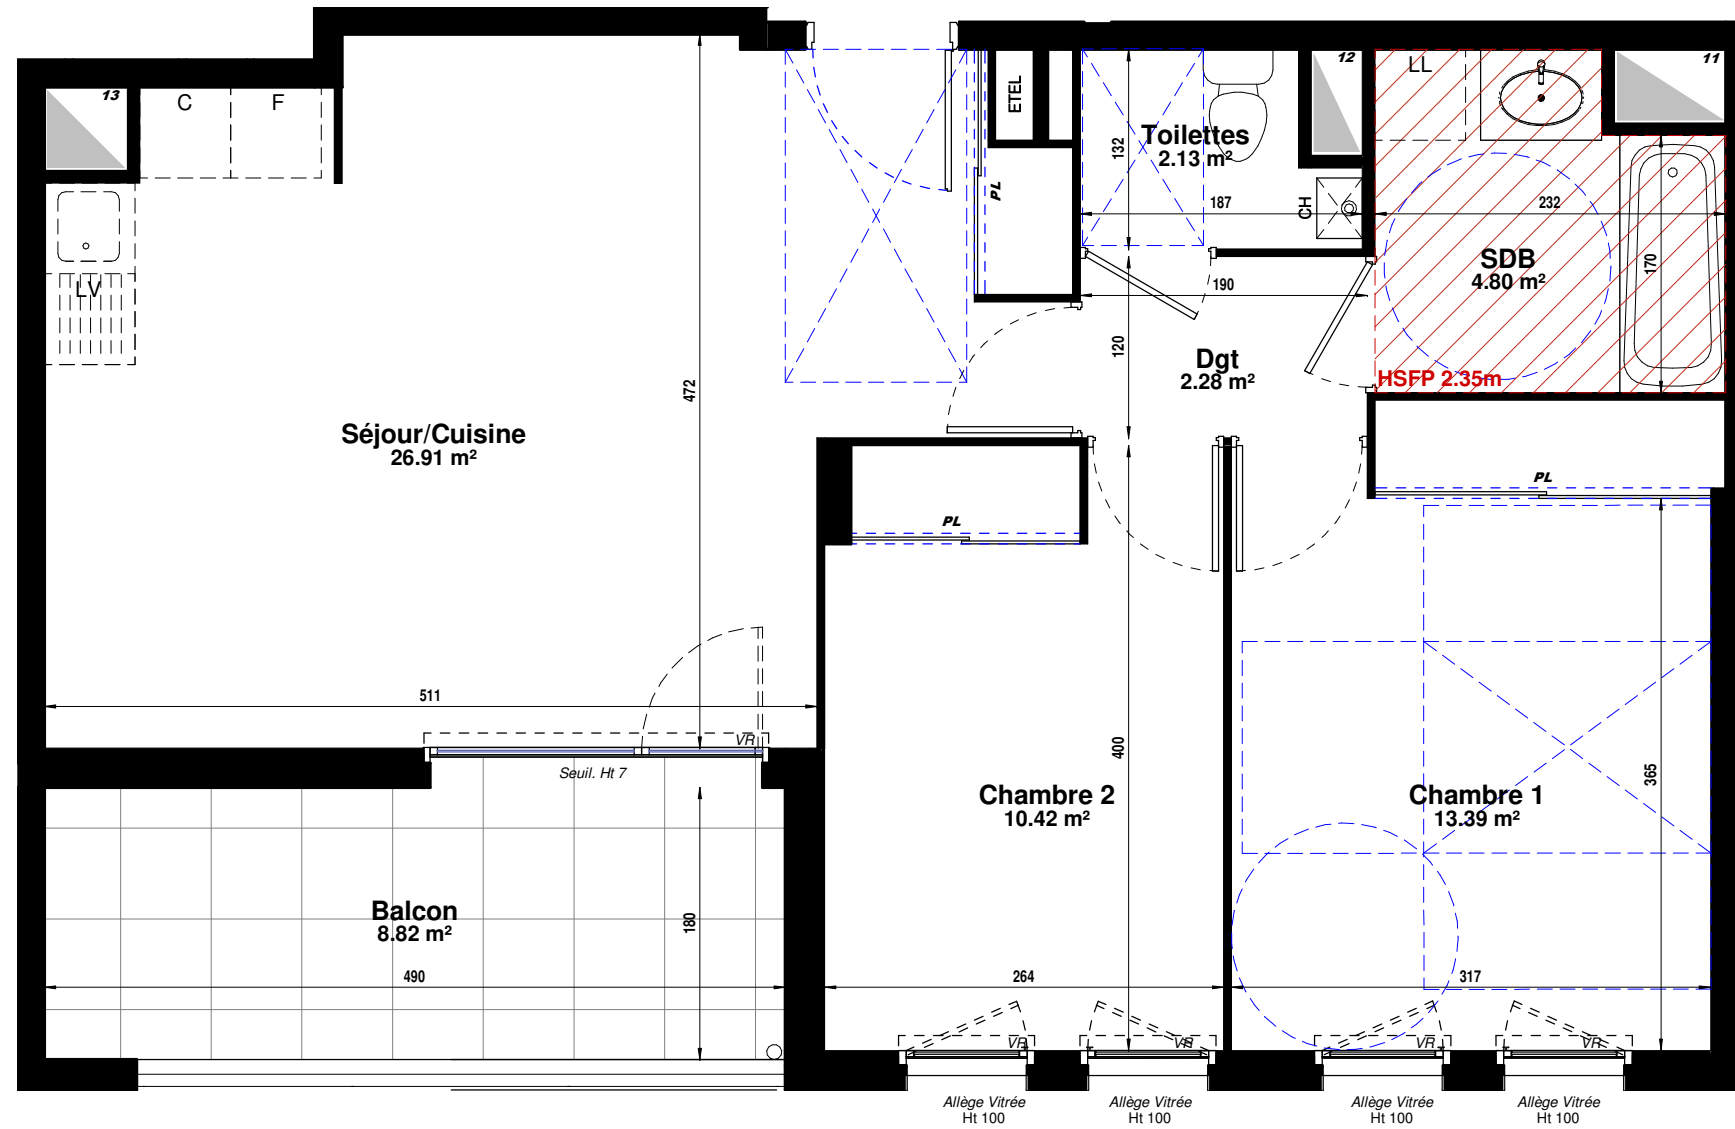 13
C
F
LV
ETEL
PL
132
Toilettes
2.13 m²
187
CH
12
LL
11
232
SDB
4.80 m²
170
HSFP 2.35m
190
120
Dgt
2.28 m²
472
Séjour/Cuisine
26.91 m²
PL
PL
511
VR
Seuil. Ht 7
400
Chambre 2
10.42 m²
365
Chambre 1
13.39 m²
Balcon
8.82 m²
180
490
264
317
VR
VR
VR
VR
Allège Vitrée
Ht 100
Allège Vitrée
Ht 100
Allège Vitrée
Ht 100
Allège Vitrée
Ht 100